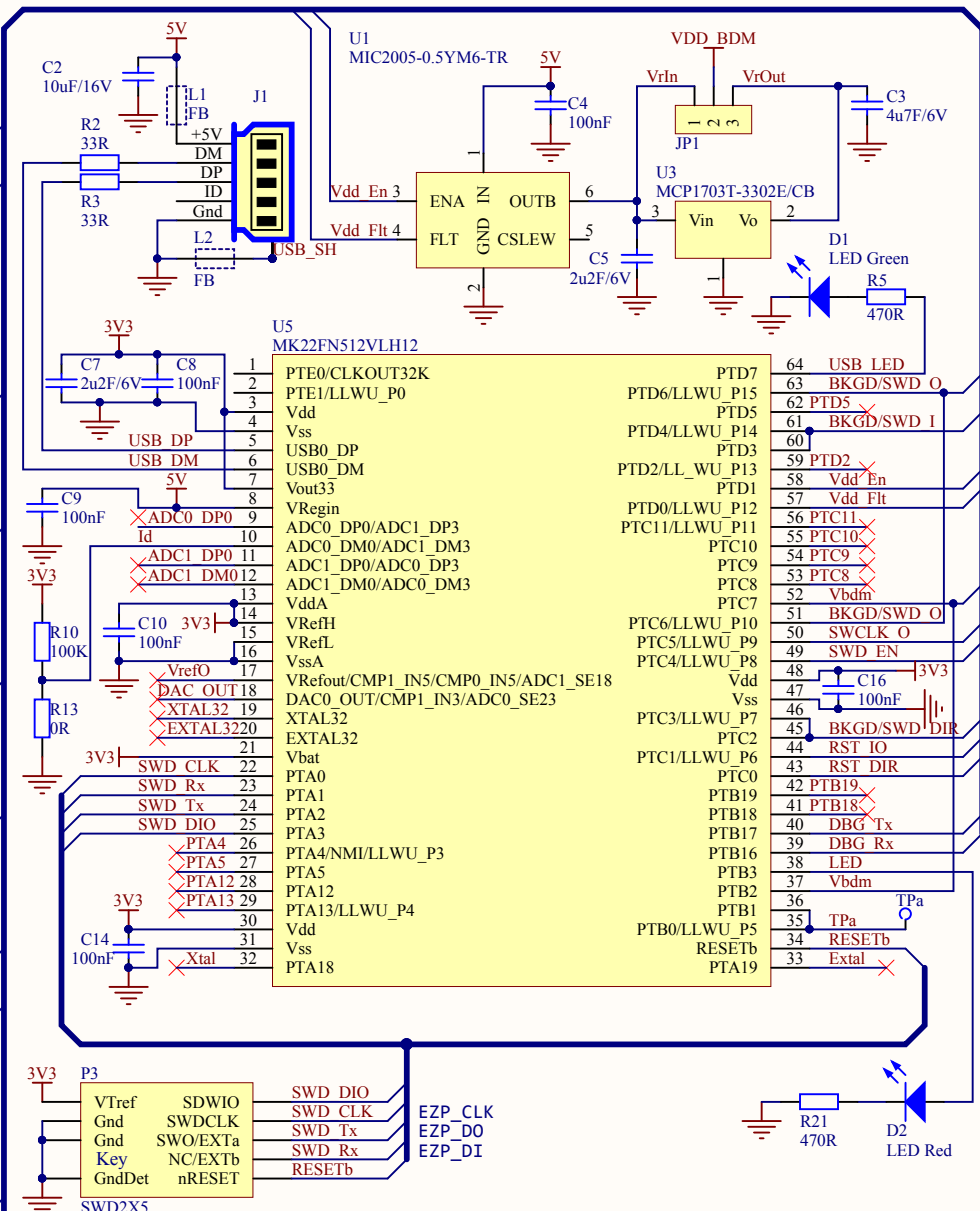 5V
C2
10uF/16V
L1
FB
J1
+5V
DM
DP
ID
Gnd
R2
33R
R3
33R
L2
FB
USB_SH
U1
MIC2005-0.5YM6-TR
5V
C4
100nF
1
Vdd_En 3
Vdd_Flt 4
ENA
IN
OUTB
FLT
GND
CSLEW
6
5
2
VDD_BDM
VrIn
VrOut
1 2 3
JP1
C3
4u7F/6V
U3
MCP1703T-3302E/CB
3
Vin
Vo
2
1
C5
2u2F/6V
D1
LED Green
R5
470R
3V3
C7
2u2F/6V
C8
100nF
USB_DP
USB_DM
5V
C9
100nF
ADC0_DP0
Id
ADC1_DP0
ADC1_DM0
3V3
R10
100K
R13
0R
C10
100nF
3V3
VrefO
DAC_OUT
XTAL32
EXTAL32
3V3
SWD_CLK
SWD_Rx
SWD_Tx
SWD_DIO
PTA4
PTA5
PTA12
PTA13
3V3
C14
100nF
Xtal
U5
MK22FN512VLH12
1 PTE0/CLKOUT32K
2 PTE1/LLWU_P0
3 Vdd
4 Vss
5 USB0_DP
6 USB0_DM
7 Vout33
8 VRegin
9 ADC0_DP0/ADC1_DP3
10 ADC0_DM0/ADC1_DM3
11 ADC1_DP0/ADC0_DP3
12 ADC1_DM0/ADC0_DM3
13 VddA
14 VRefH
15 VRefL
16 VssA
17 VRefout/CMP1_IN5/CMP0_IN5/ADC1_SE18
18 DAC0_OUT/CMP1_IN3/ADC0_SE23
19 XTAL32
20 EXTAL32
21 Vbat
22 PTA0
23 PTA1
24 PTA2
25 PTA3
26 PTA4/NMI/LLWU_P3
27 PTA5
28 PTA12
29 PTA13/LLWU_P4
30 Vdd
31 Vss
32 PTA18
PTD7 64 USB_LED
PTD6/LLWU_P15 63 BKGD/SWD_O
PTD5 62 PTD5
PTD4/LLWU_P14 61 BKGD/SWD_I
PTD3 60
PTD2/LL_WU_P13 59 PTD2
PTD1 58 Vdd_En
PTD0/LLWU_P12 57 Vdd_Flt
PTC11/LLWU_P11 56 PTC11
PTC10 55 PTC10
PTC9 54 PTC9
PTC8 53 PTC8
PTC7 52 Vbdm
PTC6/LLWU_P10 51 BKGD/SWD_O
PTC5/LLWU_P9 50 SWCLK_O
PTC4/LLWU_P8 49 SWD_EN
Vdd 48
Vss 47
PTC3/LLWU_P7 46
PTC2 45 BKGD/SWD_DIR
PTC1/LLWU_P6 44 RST_IO
PTC0 43 RST_DIR
PTB19 42 PTB19
PTB18 41 PTB18
PTB17 40 DBG_Tx
PTB16 39 DBG_Rx
PTB3 38 LED
PTB2 37 Vbdm
PTB1 36
PTB0/LLWU_P5 35 TPa
RESETb 34 RESETb
PTA19 33 Extal
3V3
C16
100nF
TPa
3V3
P3
VTref
Gnd
Gnd
Key
GndDet
SDWIO
SWDCLK
SWO/EXTa
NC/EXTb
nRESET
SWD2X5
SWD_DIO
SWD_CLK
SWD_Tx
SWD_Rx
RESETb
EZP_CLK
EZP_DO
EZP_DI
R21
470R
D2
LED Red